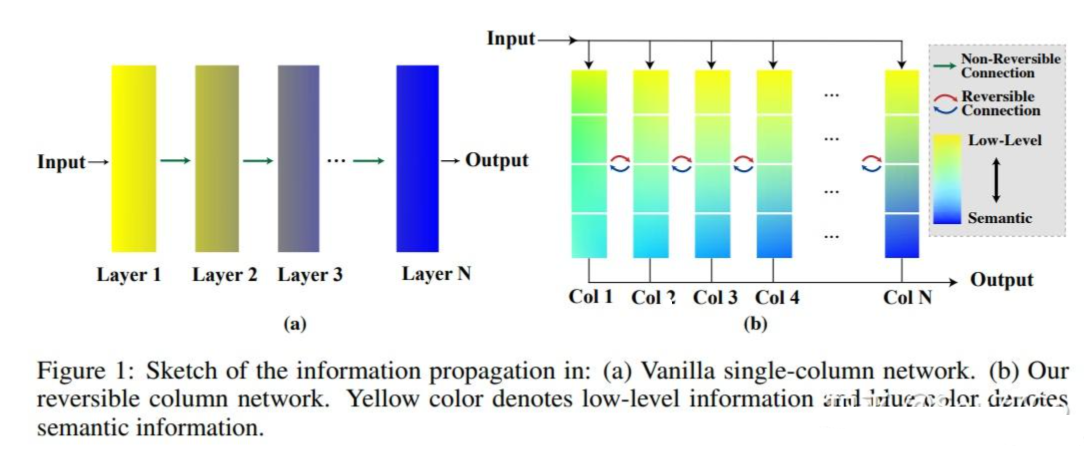 Input
Output
Layer 1 Layer 2 Layer 3 ... Layer N
(a)
Input
...
...
...
...
Output
Col 1 Col 2 Col 3 Col 4 Col N
(b)
Non-Reversible
Connection
Reversible
Connection
Low-Level
Semantic
Figure 1: Sketch of the information propagation in: (a) Vanilla single-column network. (b) Our
reversible column network. Yellow color denotes low-level information and blue color denotes
semantic information.